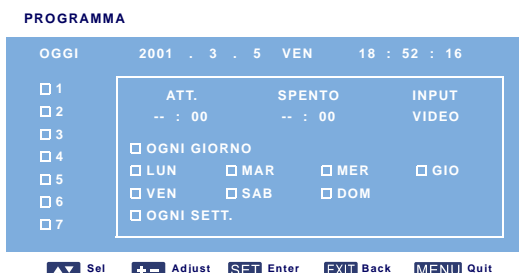 PROGRAMMA
OGGI 2001 . 3 . 5 VEN 18 : 52 : 16
1
2
3
4
5
6
7
ATT. SPENTO INPUT
-- : 00 -- : 00 VIDEO
OGNI GIORNO
LUN MAR MER GIO
VEN SAB DOM
OGNI SETT.
Sel + - Adjust SET Enter EXIT Back MENU Quit